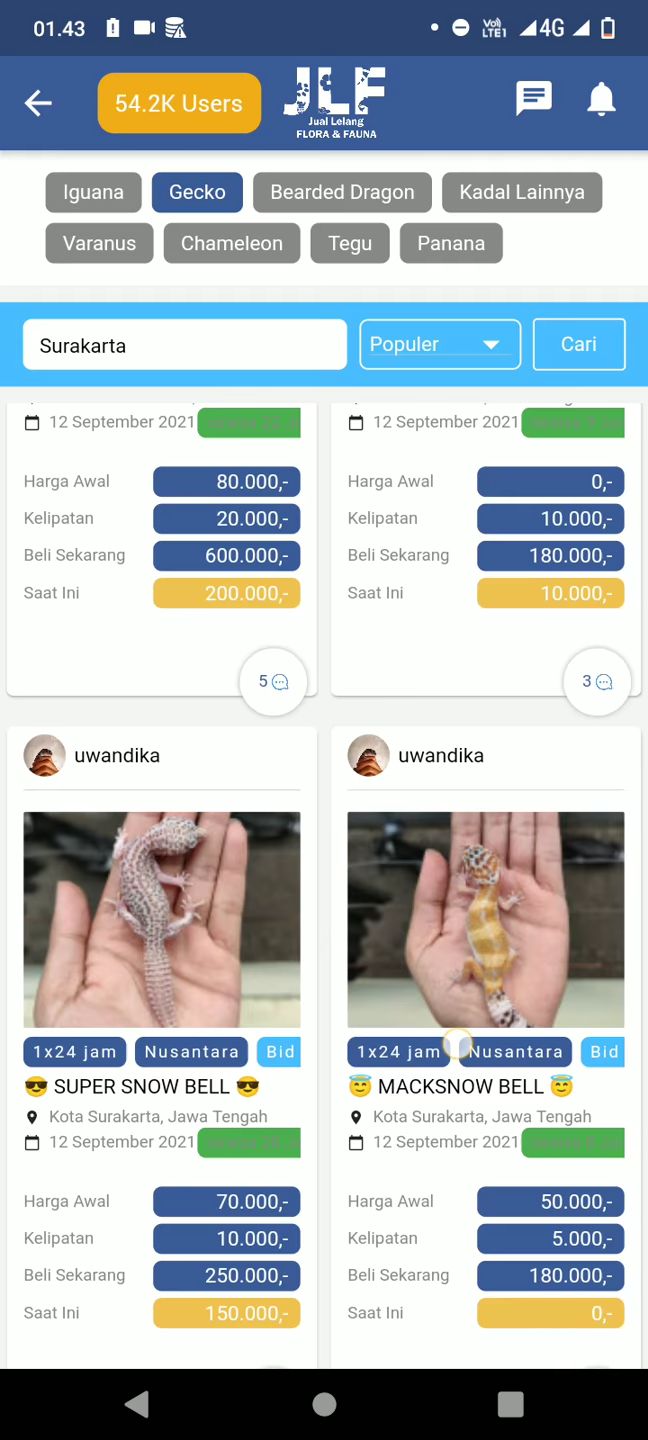 01.43
Vo)
LTE1
4G
54.2K Users
JLF
Jual Lelang
FLORA & FAUNA
Iguana
Gecko
Bearded Dragon
Kadal Lainnya
Varanus
Chameleon
Tegu
Panana
Surakarta
Populer
Cari
12 September 2021
12 September 2021
Harga Awal 80.000,-
Kelipatan 20.000,-
Beli Sekarang 600.000,-
Saat Ini 200.000,-
5
Harga Awal 0,-
Kelipatan 10.000,-
Beli Sekarang 180.000,-
Saat Ini 10.000,-
3
uwandika
1x24 jam Nusantara Bid
😎 SUPER SNOW BELL 😎
Kota Surakarta, Jawa Tengah
12 September 2021
Harga Awal 70.000,-
Kelipatan 10.000,-
Beli Sekarang 250.000,-
Saat Ini 150.000,-
uwandika
1x24 jam Nusantara Bid
😇 MACKSNOW BELL 😇
Kota Surakarta, Jawa Tengah
12 September 2021
Harga Awal 50.000,-
Kelipatan 5.000,-
Beli Sekarang 180.000,-
Saat Ini 0,-